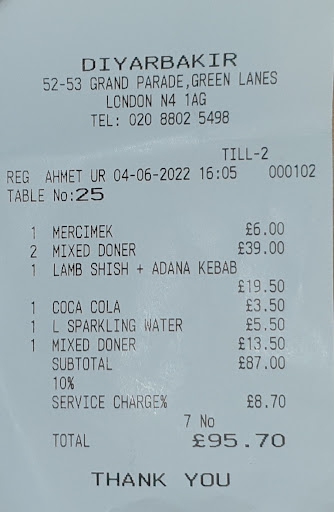 DIYARBAKIR
52-53 GRAND PARADE,GREEN LANES
LONDON N4 1AG
TEL: 020 8802 5498
TILL-2
REG AHMET UR 04-06-2022 16:05 000102
TABLE No:25
1 MERCIMEK £6.00
2 MIXED DONER £39.00
1 LAMB SHISH + ADANA KEBAB
£19.50
1 COCA COLA £3.50
1 L SPARKLING WATER £5.50
1 MIXED DONER £13.50
SUBTOTAL £87.00
10%
SERVICE CHARGE% £8.70
7 No
TOTAL £95.70
THANK YOU